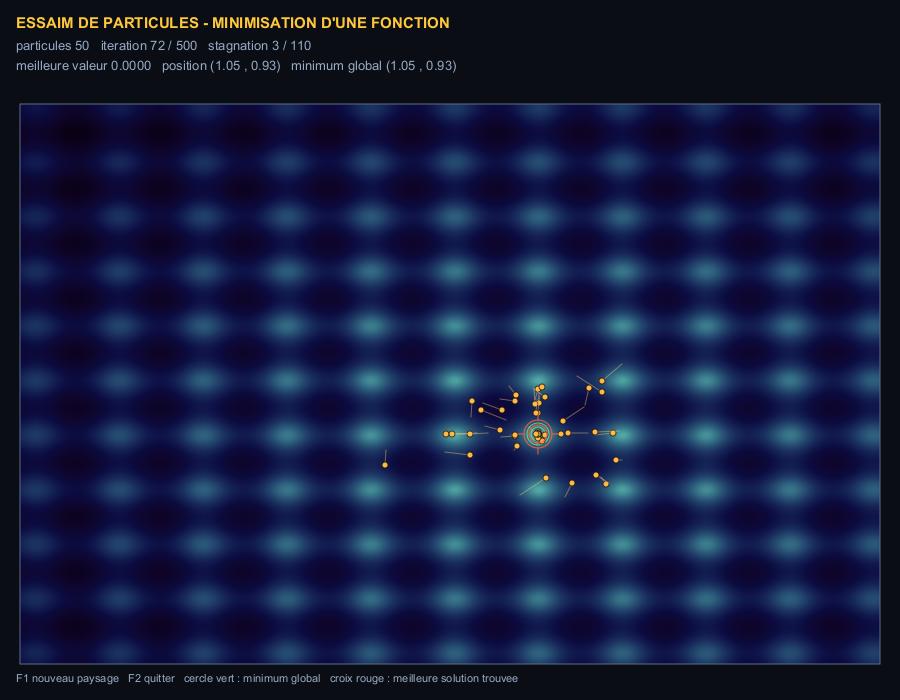 ESSAIM DE PARTICULES - MINIMISATION D'UNE FONCTION
particules 50   iteration 72 / 500   stagnation 3 / 110
meilleure valeur 0.0000   position (1.05 , 0.93)   minimum global (1.05 , 0.93)
F1 nouveau paysage   F2 quitter   cercle vert : minimum global   croix rouge : meilleure solution trouvee